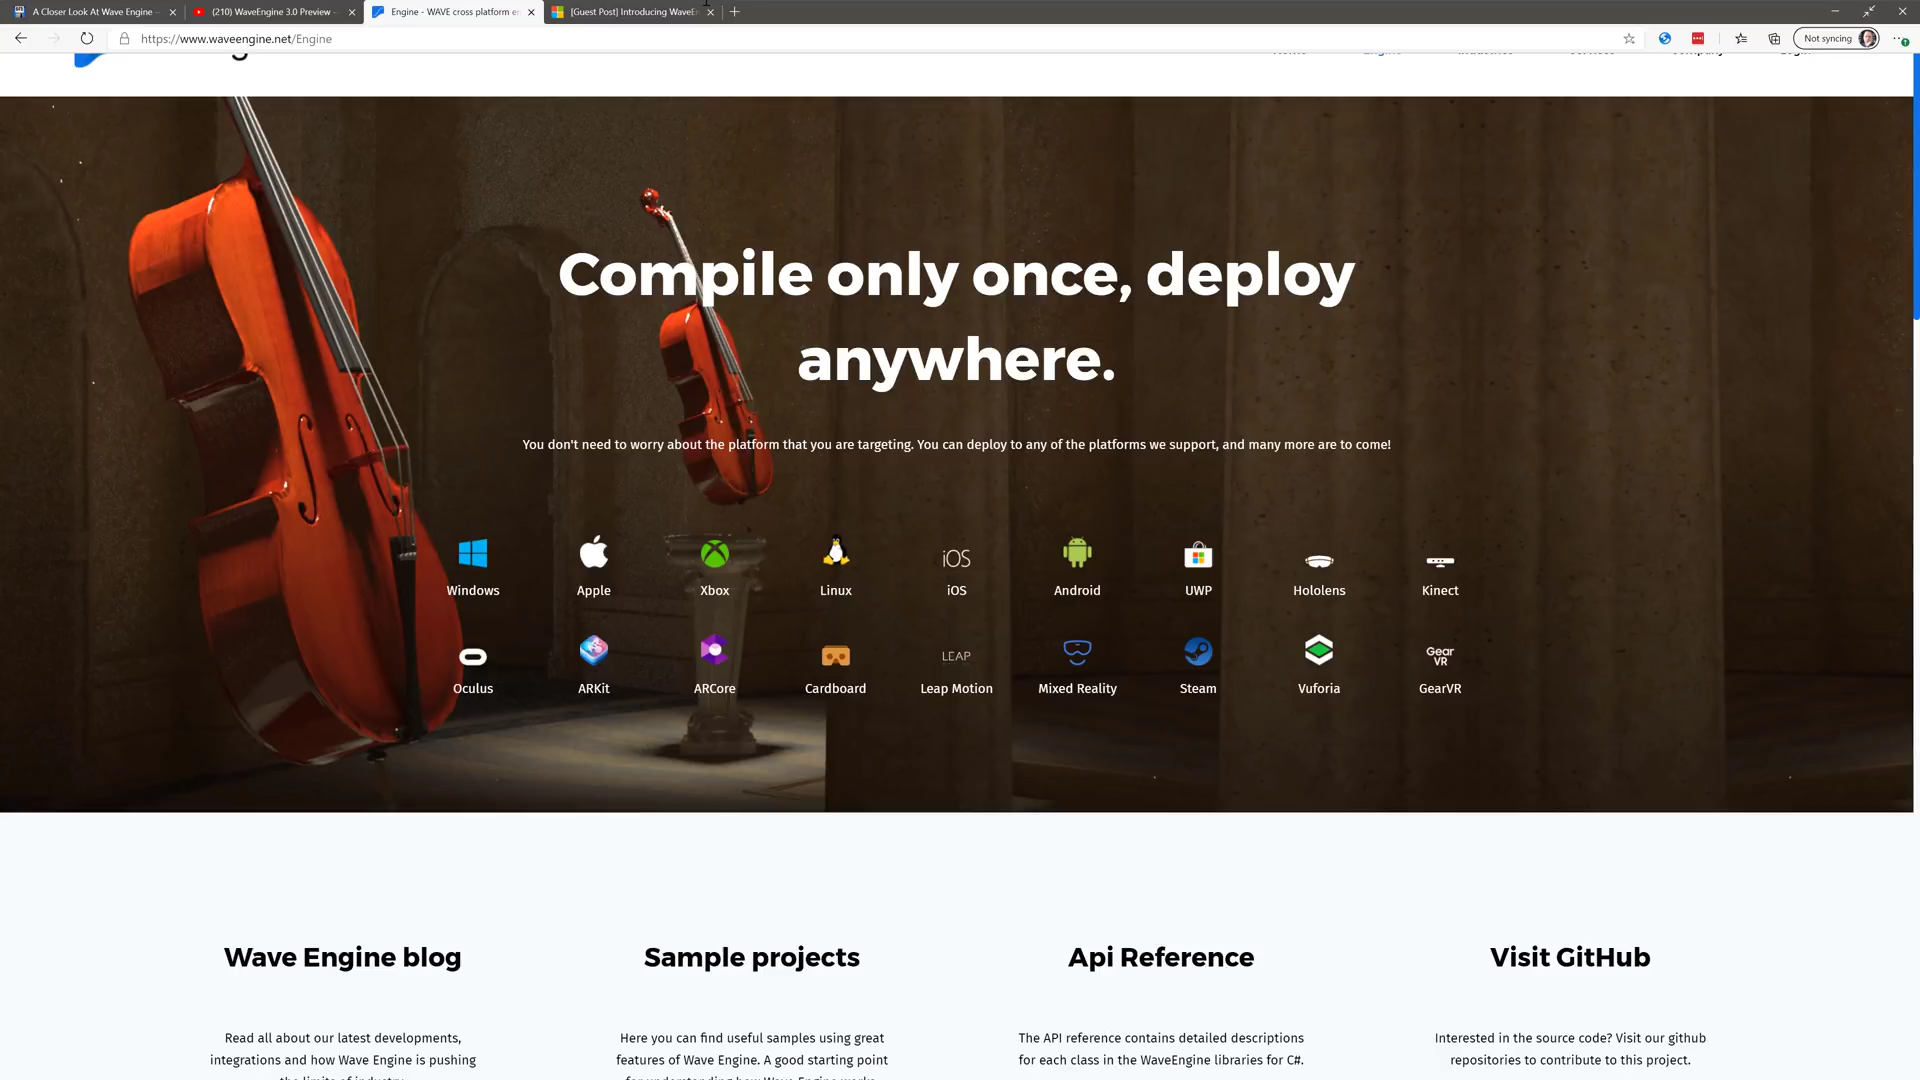 A Closer Look At Wave Engine
(210) WaveEngine 3.0 Preview -
Engine - WAVE cross platform en
[Guest Post] Introducing WaveEn
https://www.waveengine.net/Engine
Not syncing
Compile only once, deploy
anywhere.
You don't need to worry about the platform that you are targeting. You can deploy to any of the platforms we support, and many more are to come!
iOS
Windows
Apple
Xbox
Linux
iOS
Android
UWP
Hololens
Kinect
LEAP
Gear
VR
Oculus
ARKit
ARCore
Cardboard
Leap Motion
Mixed Reality
Steam
Vuforia
GearVR
Wave Engine blog
Sample projects
Api Reference
Visit GitHub
Read all about our latest developments,
integrations and how Wave Engine is pushing
Here you can find useful samples using great
features of Wave Engine. A good starting point
The API reference contains detailed descriptions
for each class in the WaveEngine libraries for C#.
Interested in the source code? Visit our github
repositories to contribute to this project.